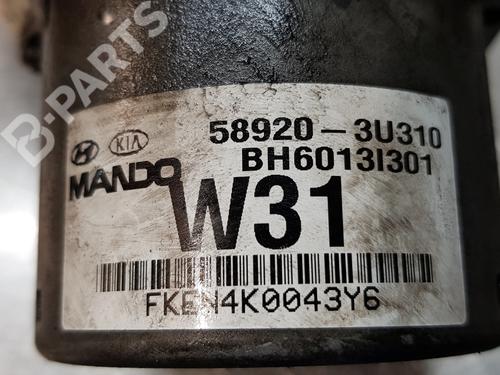 B-PARTS
58920-3U310
KIA
BH6013I301
MANDO
W31
FKEN4K0043Y6